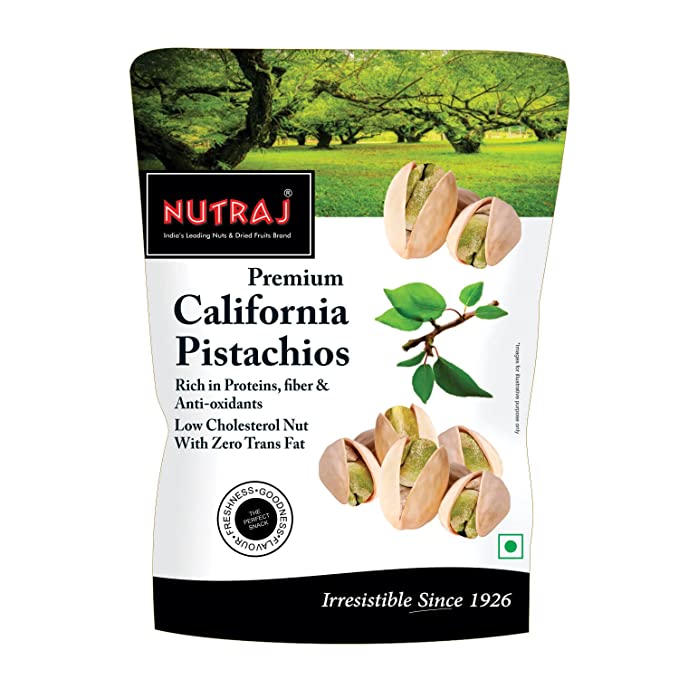 NUTRAJ®
India's Leading Nuts & Dried Fruits Brand
Premium
California
Pistachios
Rich in Proteins, fiber &
Anti-oxidants
Low Cholesterol Nut
With Zero Trans Fat
*Images for illustrative purpose only
•FRESHNESS•GOODNESS•FLAVOUR
THE
PERFECT
SNACK
Irresistible Since 1926